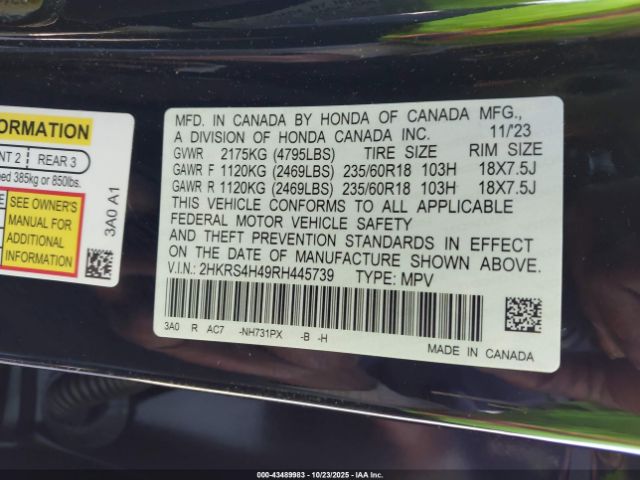 ORMATION
NT 2 REAR 3
ed 385kg or 850lbs.
SEE OWNER'S
MANUAL FOR
ADDITIONAL
INFORMATION
3A0 A1
MFD. IN CANADA BY HONDA OF CANADA MFG.,
A DIVISION OF HONDA CANADA INC. 11/'23
GVWR 2175KG (4795LBS) TIRE SIZE RIM SIZE
GAWR F 1120KG (2469LBS) 235/60R18 103H 18X7.5J
GAWR R 1120KG (2469LBS) 235/60R18 103H 18X7.5J
THIS VEHICLE CONFORMS TO ALL APPLICABLE
FEDERAL MOTOR VEHICLE SAFETY
AND THEFT PREVENTION STANDARDS IN EFFECT
ON THE DATE OF MANUFACTURE SHOWN ABOVE.
V.I.N.: 2HKRS4H49RH445739 TYPE: MPV
3A0 R AC7 -NH731PX -B -H
MADE IN CANADA
000-43489983 - 10/23/2025 - IAA Inc.